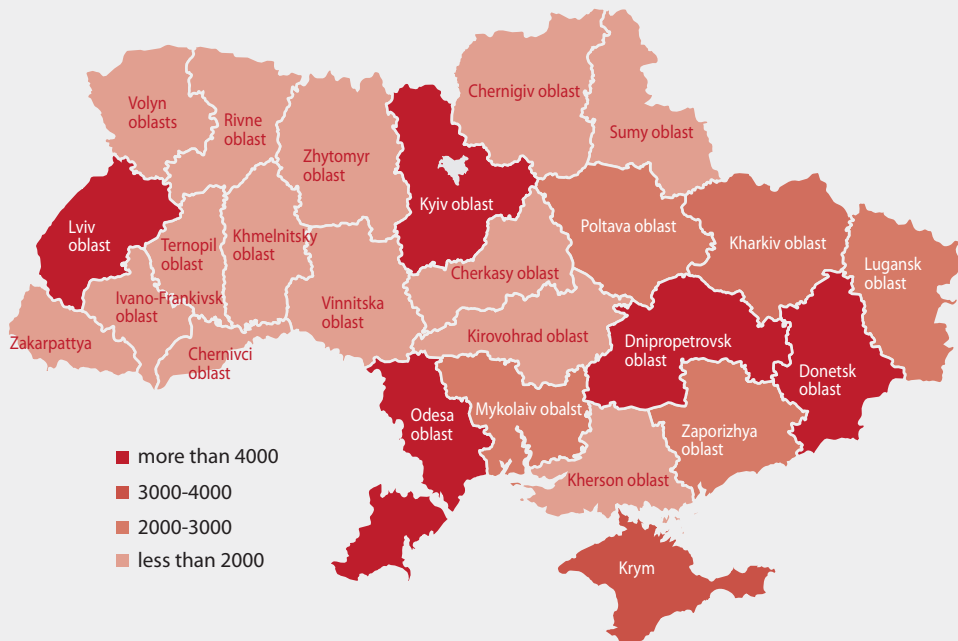 Volyn
oblasts
Rivne
oblast
Zhytomyr
oblast
Chernigiv oblast
Sumy oblast
Kyiv oblast
Lviv
oblast
Ternopil
oblast
Khmelnitsky
oblast
Poltava oblast
Kharkiv oblast
Lugansk
oblast
Cherkasy oblast
Ivano-Frankivsk
oblast
Vinnitska
oblast
Zakarpattya
Chernivci
oblast
Kirovohrad oblast
Dnipropetrovsk
oblast
Donetsk
oblast
Odesa
oblast
Mykolaiv obalst
Zaporizhya
oblast
Kherson oblast
Krym
more than 4000
3000-4000
2000-3000
less than 2000